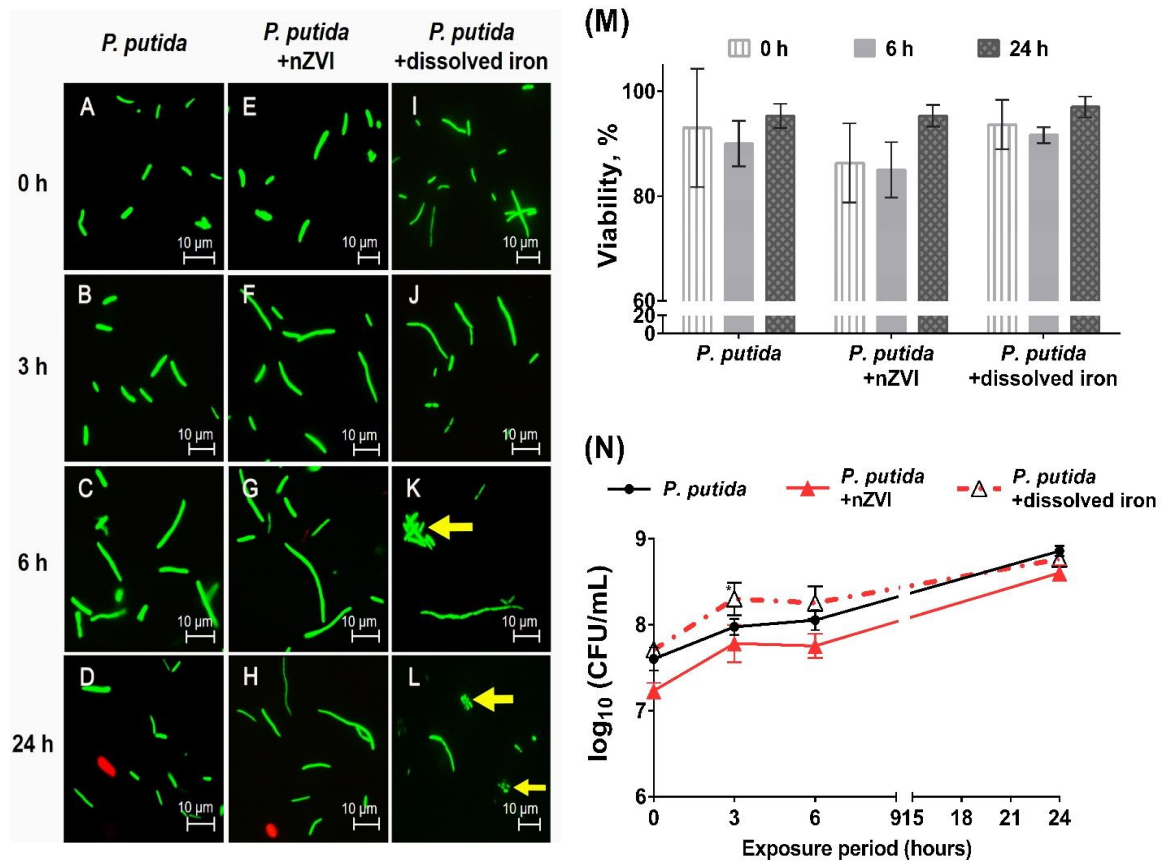 P. putida
P. putida
+nZVI
P. putida
+dissolved iron
0 h
A
10 µm
E
10 µm
I
10 µm
3 h
B
10 µm
F
10 µm
J
10 µm
6 h
C
10 µm
G
10 µm
K
10 µm
24 h
D
10 µm
H
10 µm
L
10 µm
(M)
0 h 6 h 24 h
Viability, %
100
80
60
20
0
P. putida
P. putida
+nZVI
P. putida
+dissolved iron
(N)
P. putida
P. putida
+nZVI
P. putida
+dissolved iron
log10 (CFU/mL)
9
8
7
6
*
0 3 6 915 18 21 24
Exposure period (hours)